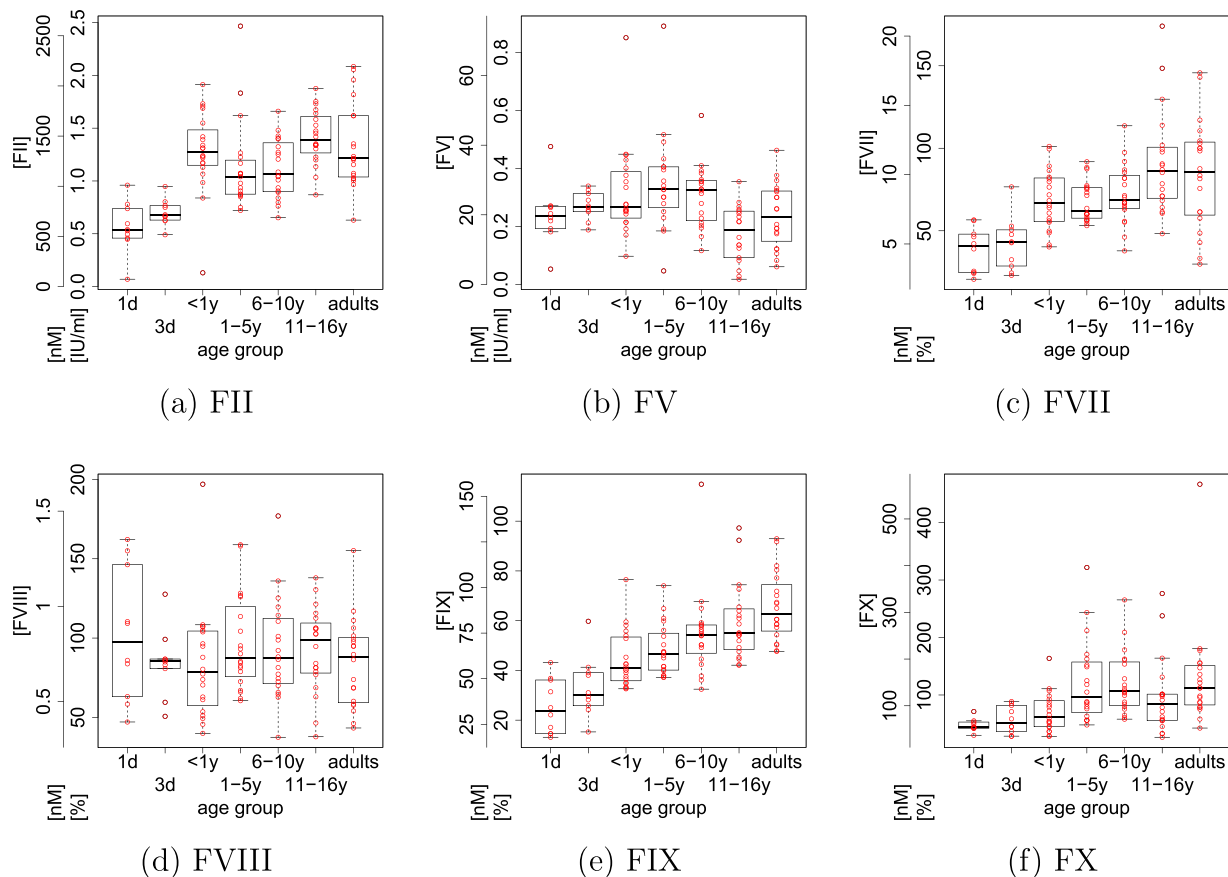 [FII]
2500
1500
500
0
2.5
2.0
1.5
1.0
0.5
0.0
1d
<1y
6−10y
adults
3d
1−5y
11−16y
age group
[nM]
[IU/ml]
(a) FII
[FV]
60
40
20
0
0.8
0.6
0.4
0.2
0.0
1d
<1y
6−10y
adults
3d
1−5y
11−16y
age group
[nM]
[IU/ml]
(b) FV
[FVII]
20
15
10
5
150
100
50
1d
<1y
6−10y
adults
3d
1−5y
11−16y
age group
[nM]
[%]
(c) FVII
[FVIII]
1.5
1
0.5
200
150
100
50
1d
<1y
6−10y
adults
3d
1−5y
11−16y
age group
[nM]
[%]
(d) FVIII
[FIX]
150
100
75
50
25
100
80
60
40
20
1d
<1y
6−10y
adults
3d
1−5y
11−16y
age group
[nM]
[%]
(e) FIX
[FX]
500
300
100
400
300
200
100
1d
<1y
6−10y
adults
3d
1−5y
11−16y
age group
[nM]
[%]
(f) FX